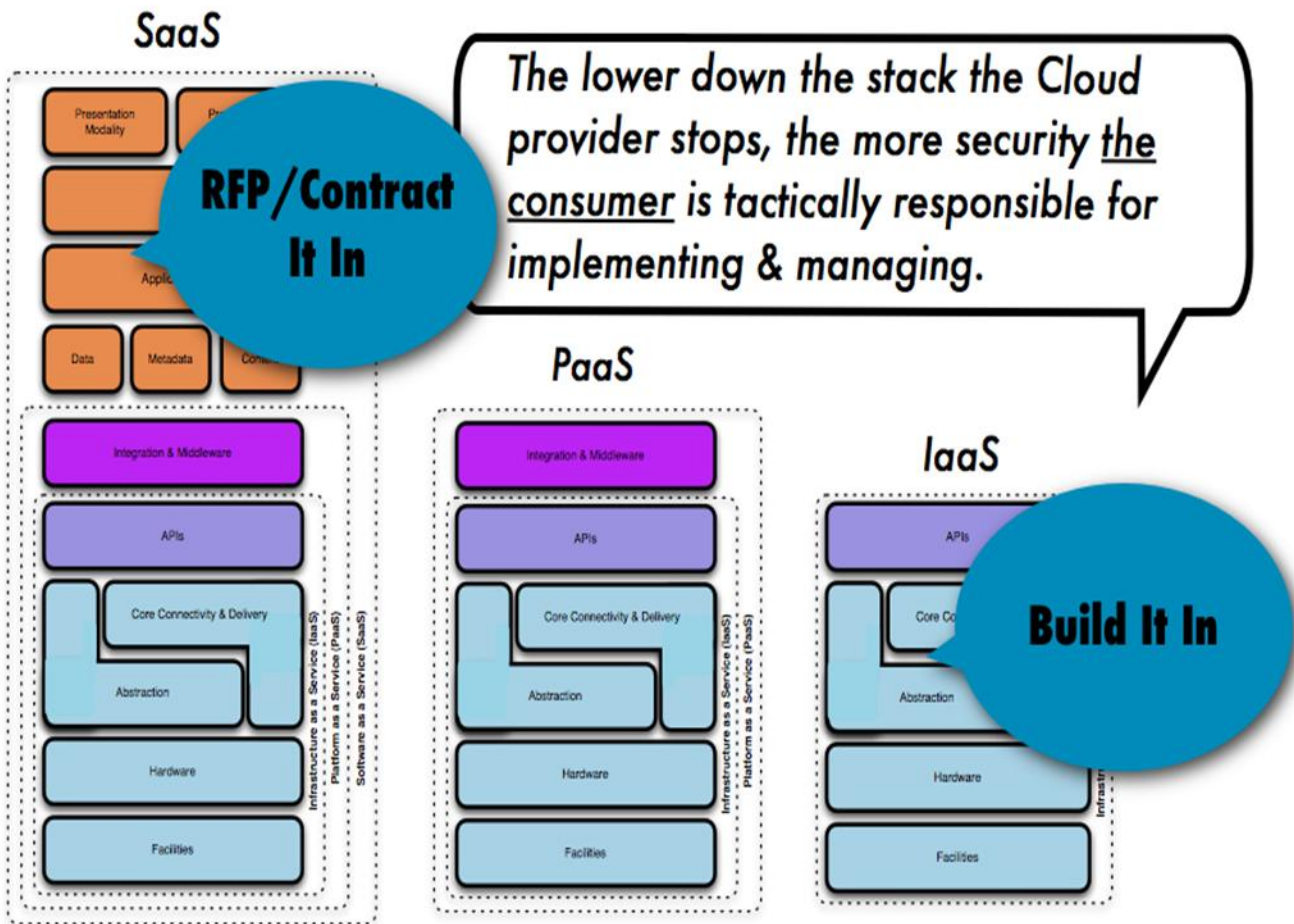 SaaS
Presentation
Modality
RFP/Contract
It In
The lower down the stack the Cloud
provider stops, the more security the
consumer is tactically responsible for
implementing & managing.
Data
Metadata
Integration & Middleware
APIs
Core Connectivity & Delivery
Abstraction
Hardware
Facilities
Infrastructure as a Service (IaaS)
Platform as a Service (PaaS)
Software as a Service (SaaS)
PaaS
Integration & Middleware
APIs
Core Connectivity & Delivery
Abstraction
Hardware
Facilities
Infrastructure as a Service (IaaS)
Platform as a Service (PaaS)
IaaS
APIs
Core
Build It In
Abstraction
Hardware
Facilities